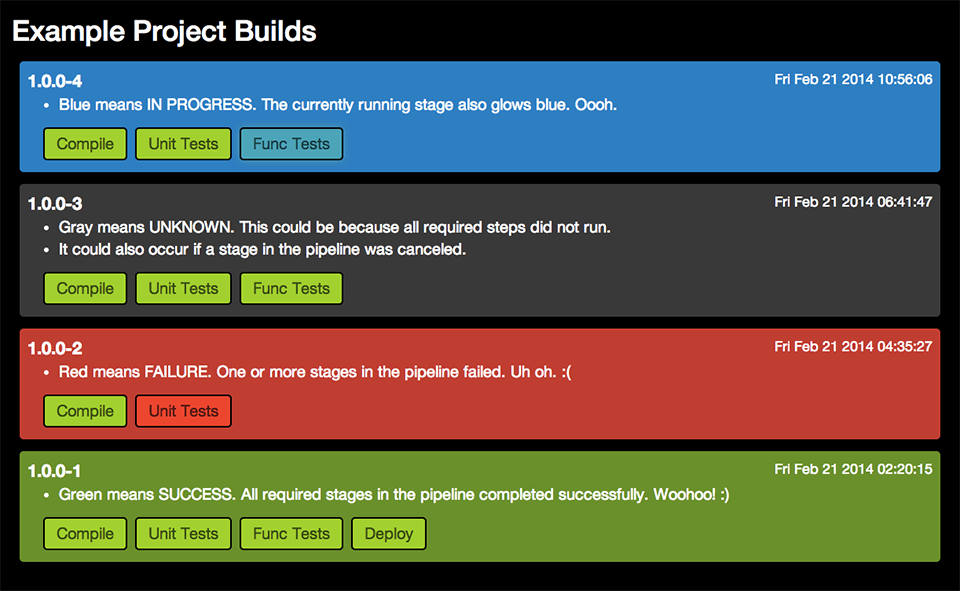 Example Project Builds
1.0.0-4 Fri Feb 21 2014 10:56:06
• Blue means IN PROGRESS. The currently running stage also glows blue. Oooh.
Compile Unit Tests Func Tests
1.0.0-3 Fri Feb 21 2014 06:41:47
• Gray means UNKNOWN. This could be because all required steps did not run.
• It could also occur if a stage in the pipeline was canceled.
Compile Unit Tests Func Tests
1.0.0-2 Fri Feb 21 2014 04:35:27
• Red means FAILURE. One or more stages in the pipeline failed. Uh oh. :(
Compile Unit Tests
1.0.0-1 Fri Feb 21 2014 02:20:15
• Green means SUCCESS. All required stages in the pipeline completed successfully. Woohoo! :)
Compile Unit Tests Func Tests Deploy